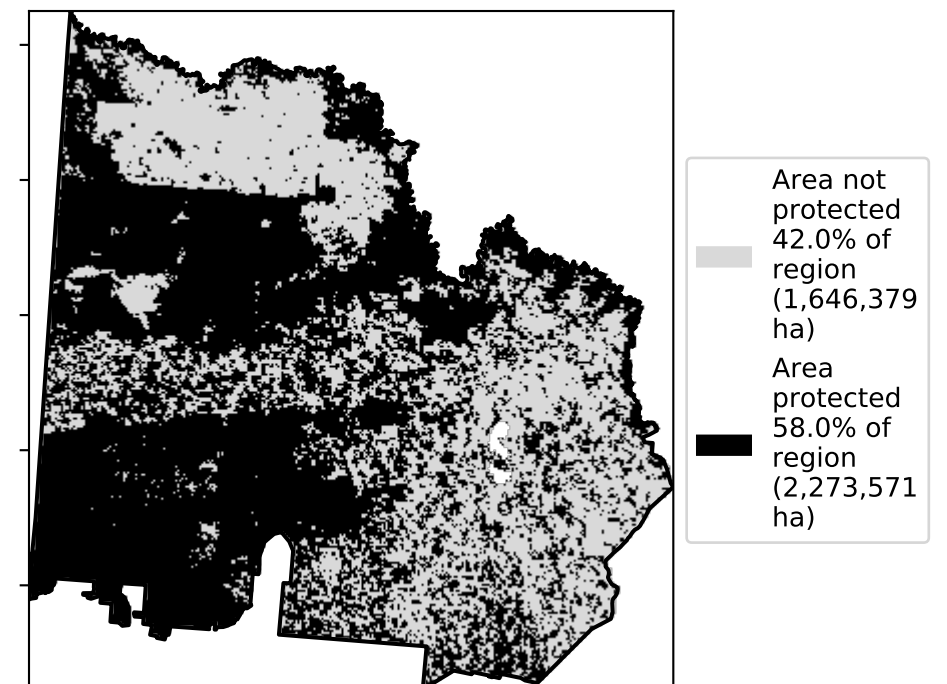 Area not
protected
42.0% of
region
(1,646,379
ha)
Area
protected
58.0% of
region
(2,273,571
ha)